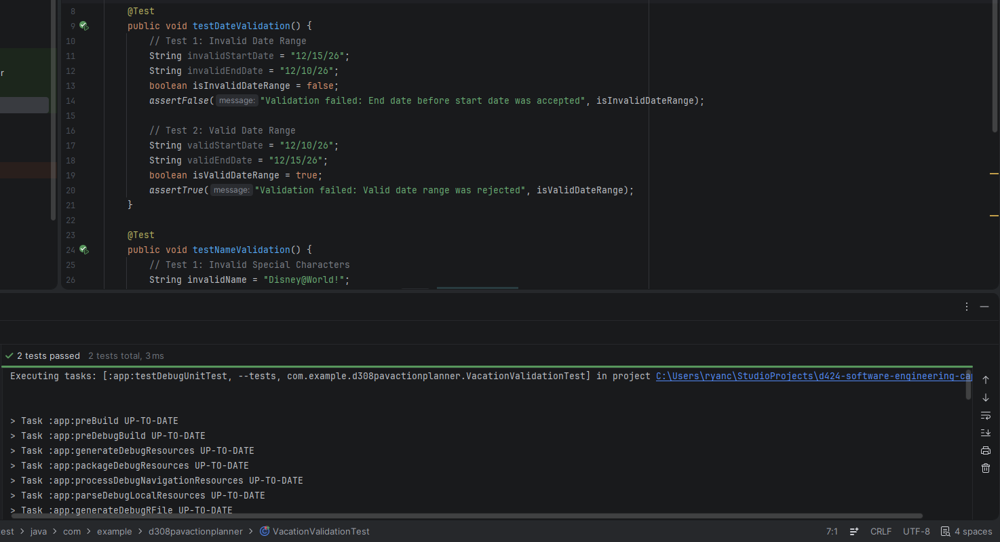 8 @Test
9 public void testDateValidation() {
10 // Test 1: Invalid Date Range
11 String invalidStartDate = "12/15/26";
r
12 String invalidEndDate = "12/10/26";
13 boolean isInvalidDateRange = false;
14 assertFalse( message: "Validation failed: End date before start date was accepted", isInvalidDateRange);
15
16 // Test 2: Valid Date Range
17 String validStartDate = "12/10/26";
18 String validEndDate = "12/15/26";
19 boolean isValidDateRange = true;
20 assertTrue( message: "Validation failed: Valid date range was rejected", isValidDateRange);
21 }
22
23 @Test
24 public void testNameValidation() {
25 // Test 1: Invalid Special Characters
26 String invalidName = "Disney@World!";
2 tests passed 2 tests total, 3 ms
Executing tasks: [:app:testDebugUnitTest, --tests, com.example.d308pavactionplanner.VacationValidationTest] in project C:\Users\ryanc\StudioProjects\d424-software-engineering-cap
> Task :app:preBuild UP-TO-DATE
> Task :app:preDebugBuild UP-TO-DATE
> Task :app:generateDebugResources UP-TO-DATE
> Task :app:packageDebugResources UP-TO-DATE
> Task :app:processDebugNavigationResources UP-TO-DATE
> Task :app:parseDebugLocalResources UP-TO-DATE
> Task :app:generateDebugRFile UP-TO-DATE
est > java > com > example > d308pavactionplanner > VacationValidationTest 7:1 CRLF UTF-8 4 spaces